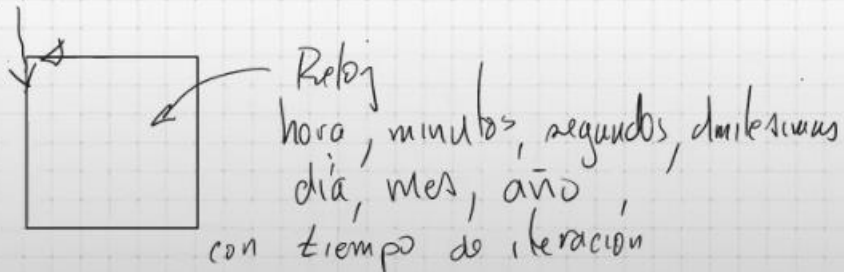 Reloj
hora, minutos, segundos, dmilesimas
día, mes, año,
con tiempo de iteración